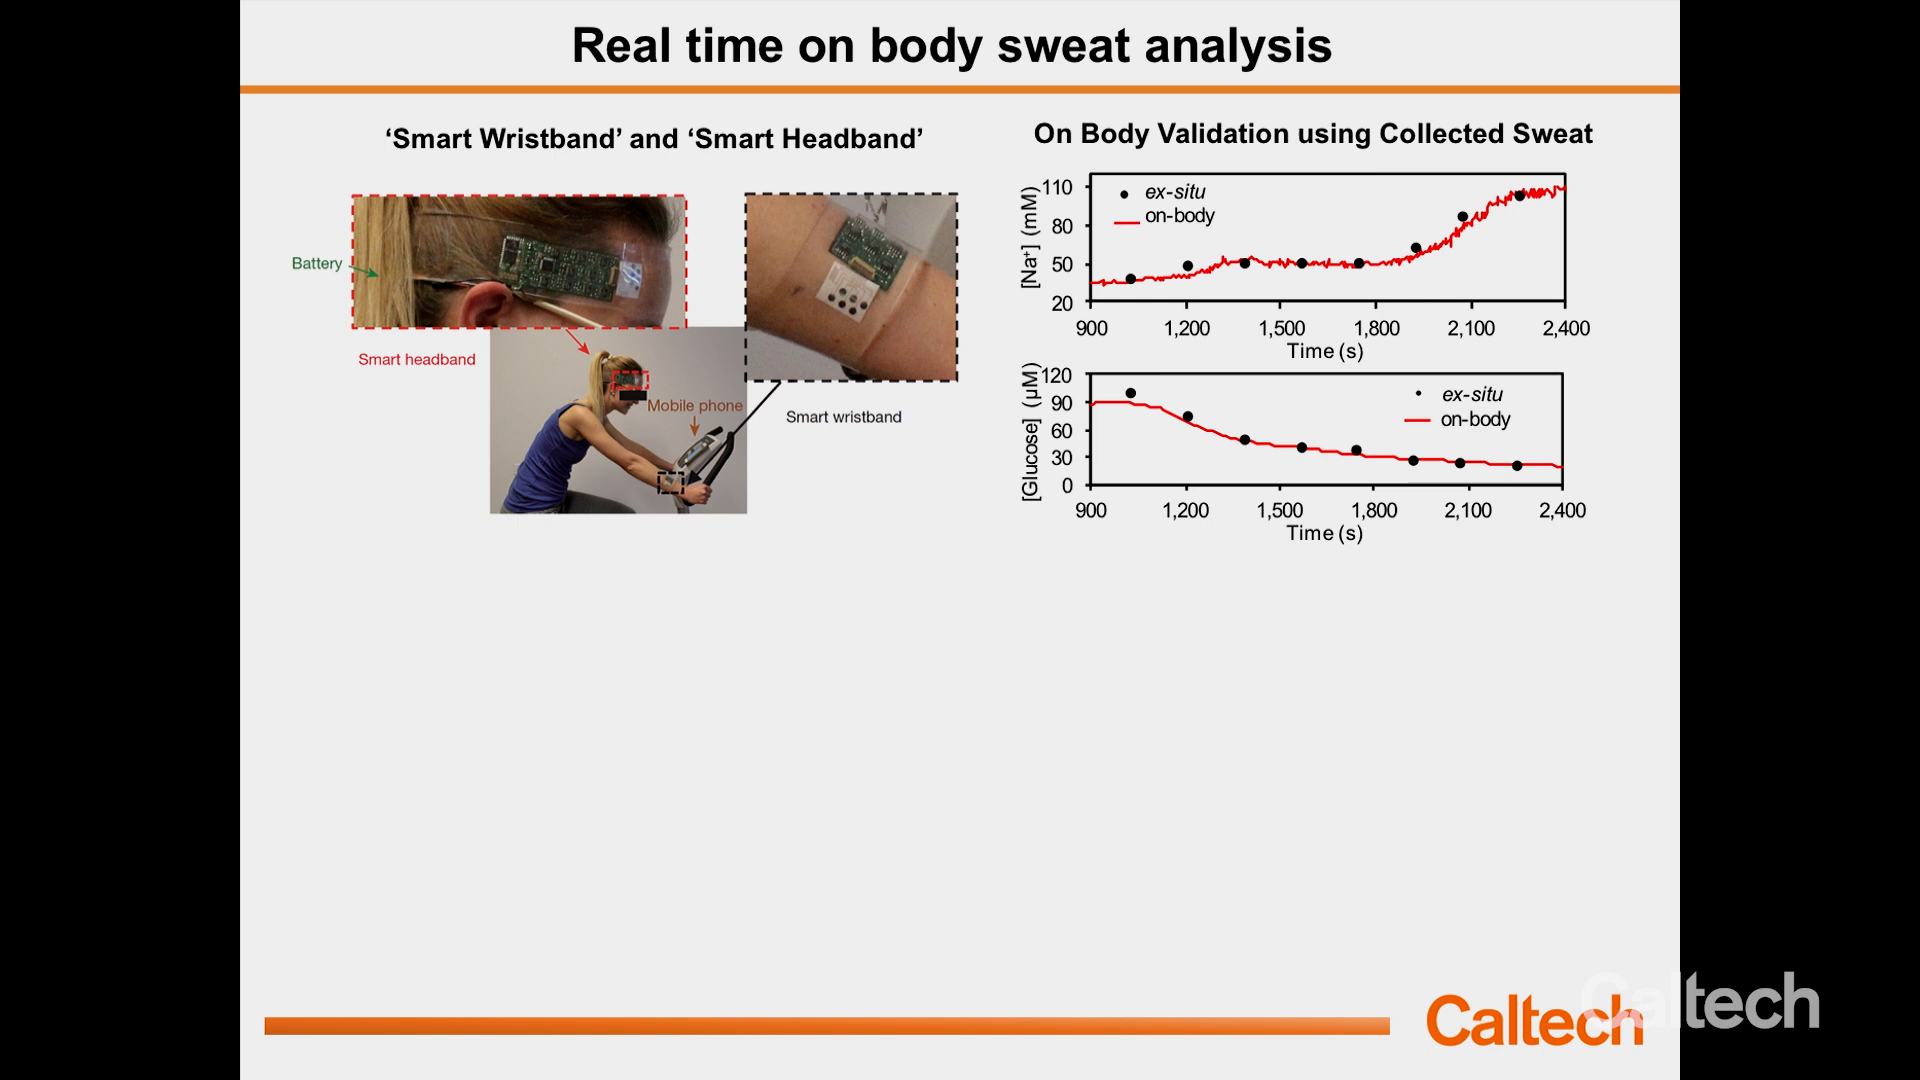 Real time on body sweat analysis
‘Smart Wristband’ and ‘Smart Headband’
Battery
Smart headband
Mobile phone
Smart wristband
On Body Validation using Collected Sweat
[Na⁺] (mM)
110
80
50
20
ex-situ
on-body
900 1,200 1,500 1,800 2,100 2,400
Time (s)
[Glucose] (μM)
120
90
60
30
0
ex-situ
on-body
900 1,200 1,500 1,800 2,100 2,400
Time (s)
Caltech
Caltech